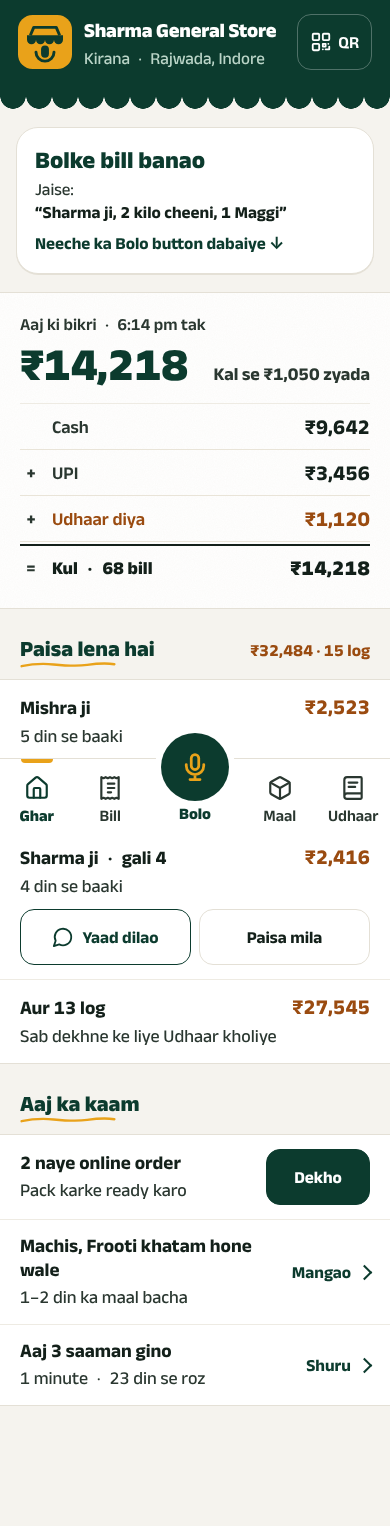 Sharma General Store
Kirana · Rajwada, Indore
QR
Bolke bill banao
Jaise:
“Sharma ji, 2 kilo cheeni, 1 Maggi”
Neeche ka Bolo button dabaiye ↓
Aaj ki bikri · 6:14 pm tak
₹14,218
Kal se ₹1,050 zyada
Cash ₹9,642
+ UPI ₹3,456
+ Udhaar diya ₹1,120
= Kul · 68 bill ₹14,218
Paisa lena hai
₹32,484 · 15 log
Mishra ji ₹2,523
5 din se baaki
Ghar
Bill
Bolo
Maal
Udhaar
Sharma ji · gali 4 ₹2,416
4 din se baaki
Yaad dilao
Paisa mila
Aur 13 log ₹27,545
Sab dekhne ke liye Udhaar kholiye
Aaj ka kaam
2 naye online order
Pack karke ready karo
Dekho
Machis, Frooti khatam hone
wale
1–2 din ka maal bacha
Mangao
Aaj 3 saaman gino
1 minute · 23 din se roz
Shuru